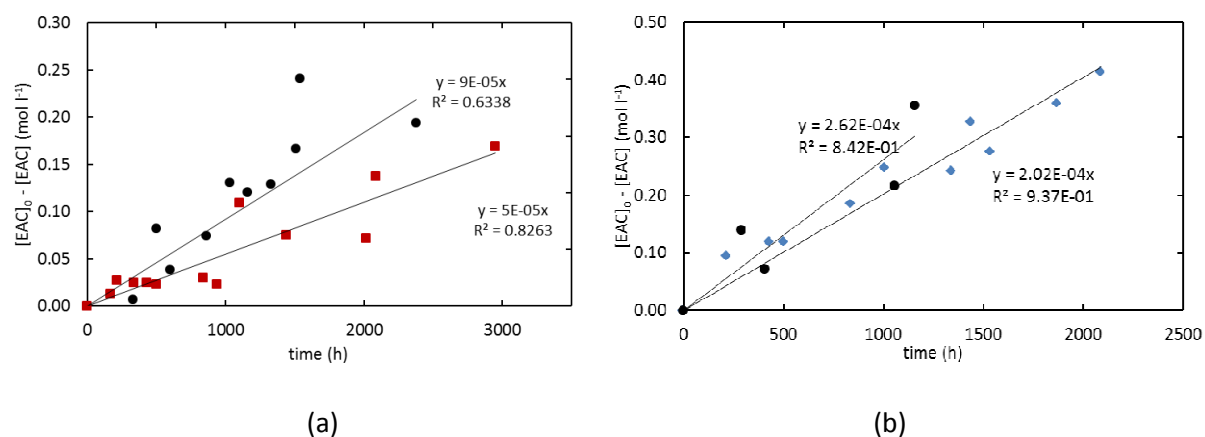 [EAC]₀ - [EAC] (mol l⁻¹)
0.30
0.25
0.20
0.15
0.10
0.05
0.00
y = 9E-05x
R² = 0.6338
y = 5E-05x
R² = 0.8263
0 1000 2000 3000
time (h)
(a)
[EAC]₀ - [EAC] (mol l⁻¹)
0.40
0.30
0.20
0.10
0.00
y = 2.62E-04x
R² = 8.42E-01
y = 2.02E-04x
R² = 9.37E-01
0 500 1000 1500 2000 2500
time (h)
(b)